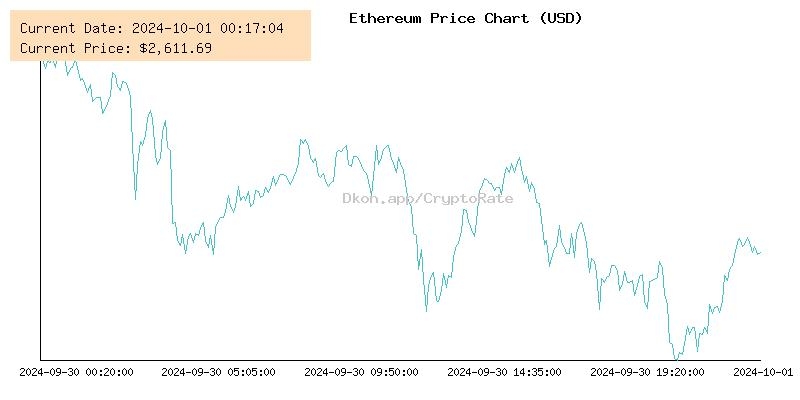 Ethereum Price Chart (USD)
Current Date: 2024-10-01 00:17:04
Current Price: $2,611.69
Dkon.app/CryptoRate
2024-09-30 00:20:00 2024-09-30 05:05:00 2024-09-30 09:50:00 2024-09-30 14:35:00 2024-09-30 19:20:00 2024-10-01